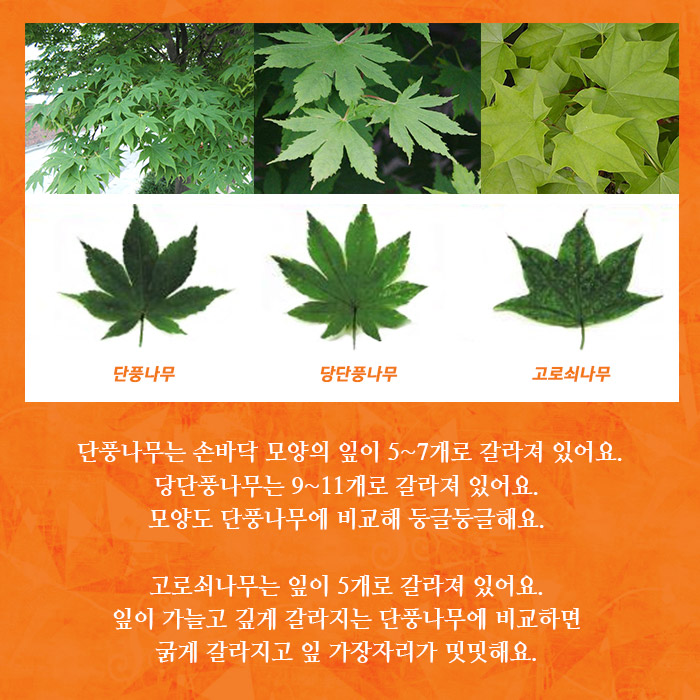 단풍나무
당단풍나무
고로쇠나무
단풍나무는 손바닥 모양의 잎이 5~7개로 갈라져 있어요.
당단풍나무는 9~11개로 갈라져 있어요.
모양도 단풍나무에 비교해 둥글둥글해요.
고로쇠나무는 잎이 5개로 갈라져 있어요.
잎이 가늘고 깊게 갈라지는 단풍나무에 비교하면
굵게 갈라지고 잎 가장자리가 밋밋해요.